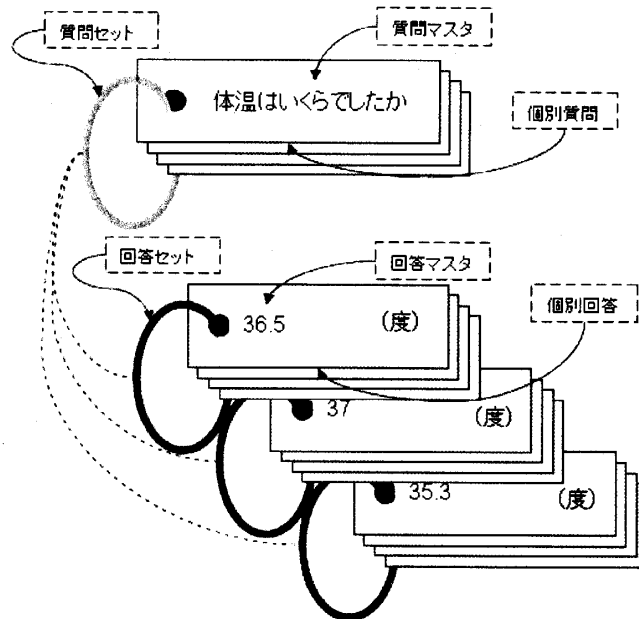 質問セット
質問マスタ
体温はいくらでしたか
個別質問
回答セット
回答マスタ
個別回答
36.5 (度)
37 (度)
35.3 (度)